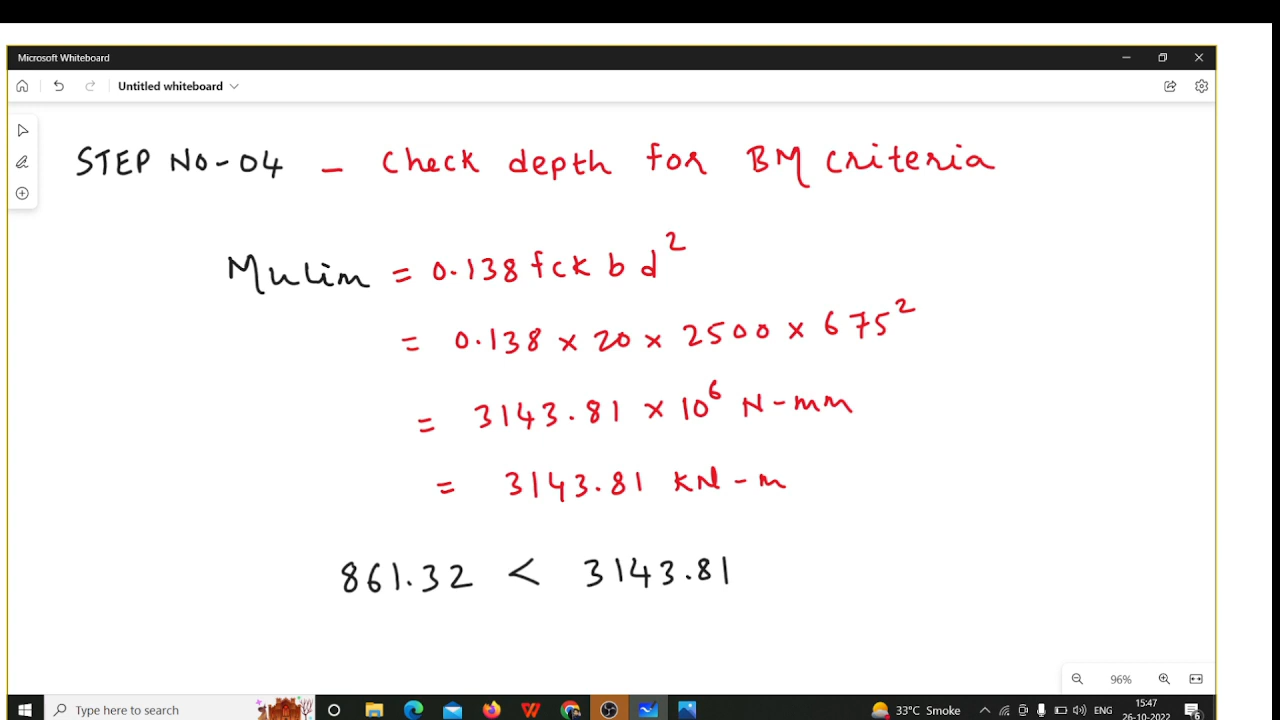 Microsoft Whiteboard
Untitled whiteboard
STEP NO-04 - Check depth for BM criteria
Mulim = 0.138 fck b d²
= 0.138 × 20 × 2500 × 675²
= 3143.81 × 10⁶ N-mm
= 3143.81 kN-m
861.32 < 3143.81
96%
Type here to search
33°C Smoke
ENG
15:47
26-10-2022
6